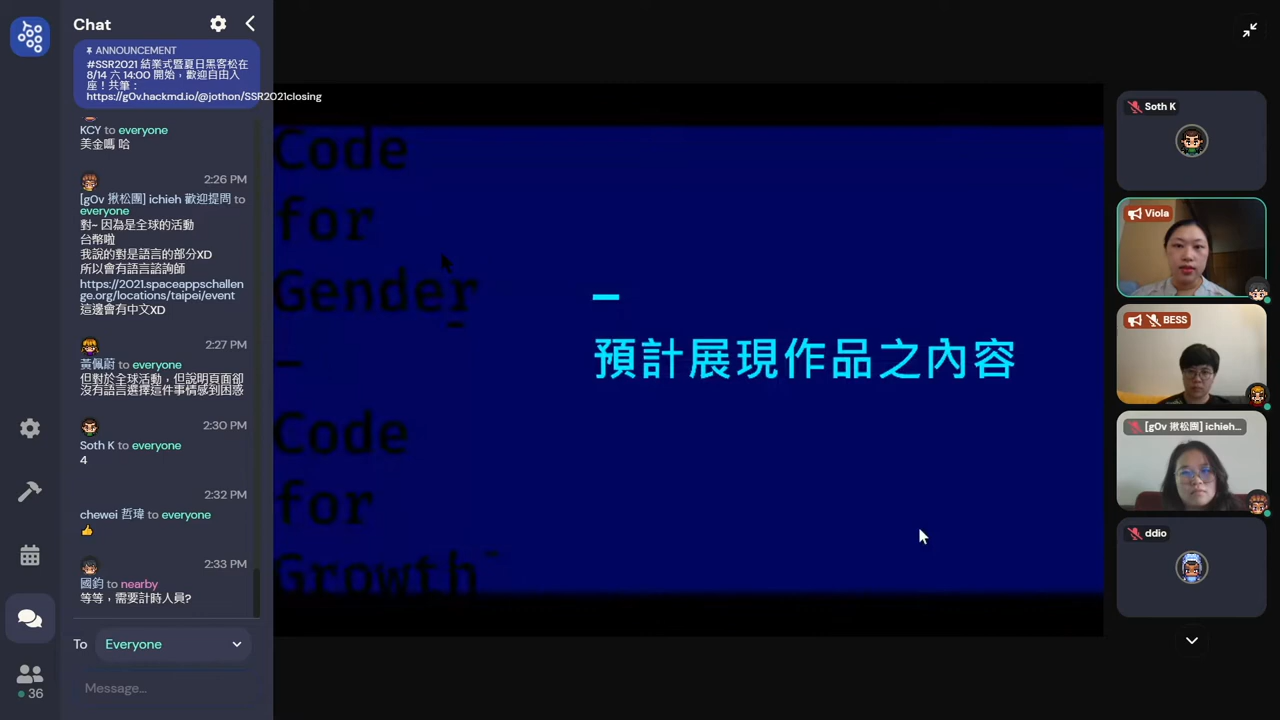 Chat
ANNOUNCEMENT
#SSR2021 結業式暨夏日黑客松在
8/14 六 14:00 開始，歡迎自由入
座！共筆：
https://g0v.hackmd.io/@jothon/SSR2021closing
KCY to everyone
美金嗎 哈
2:26 PM
[g0v 揪松團] ichieh 歡迎提問 to
everyone
對~ 因為是全球的活動
台幣啦
我說的對是語言的部分XD
所以會有語言諮詢師
https://2021.spaceappschallen
ge.org/locations/taipei/event
這邊會有中文XD
2:27 PM
黃佩蔚 to everyone
但對於全球活動，但說明頁面卻
沒有語言選擇這件事情感到困惑
2:30 PM
Soth K to everyone
4
2:32 PM
chewei 哲瑋 to everyone
👍
2:33 PM
國鈞 to nearby
等等，需要計時人員?
To Everyone
Message...
36
Code
for
Gender
—
Code
for
Growth
預計展現作品之內容
Soth K
Viola
BESS
[g0v 揪松團] ichieh...
ddio